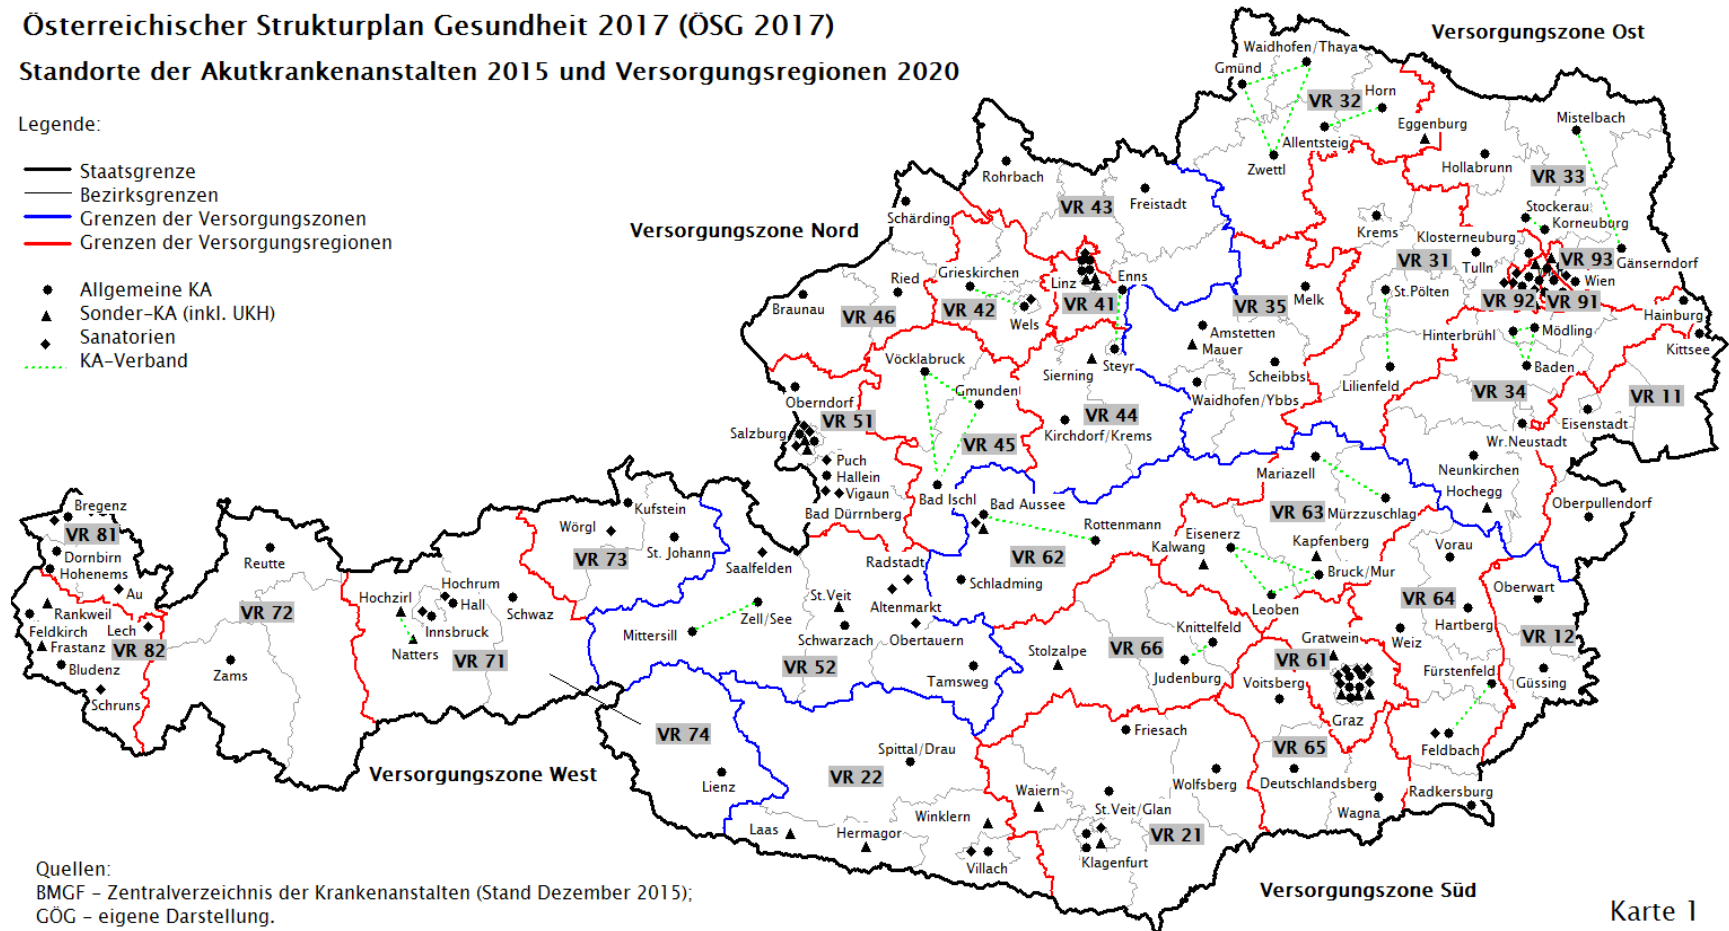 Österreichischer Strukturplan Gesundheit 2017 (ÖSG 2017)
Standorte der Akutkrankenanstalten 2015 und Versorgungsregionen 2020
Legende:
Staatsgrenze
Bezirksgrenzen
Grenzen der Versorgungszonen
Grenzen der Versorgungsregionen
Allgemeine KA
Sonder-KA (inkl. UKH)
Sanatorien
KA-Verband
Versorgungszone Ost
Waidhofen/Thaya
Gmünd
VR 32
Horn
Eggenburg
Allentsteig
Zwettl
Mistelbach
Hollabrunn
VR 33
Stockerau
Korneuburg
Krems
Klosterneuburg
VR 31
Tulln
VR 93
Gänserndorf
Wien
VR 92
VR 91
St.Pölten
Melk
VR 35
Hainburg
Hinterbrühl
Mödling
Kittsee
Amstetten
Mauer
Scheibbs
Lilienfeld
Baden
VR 34
VR 11
Waidhofen/Ybbs
Eisenstadt
Wr.Neustadt
Neunkirchen
Hochegg
Oberpullendorf
Versorgungszone Nord
Rohrbach
Schärding
VR 43
Freistadt
Grieskirchen
Ried
Linz
Enns
Braunau
VR 46
VR 42
VR 41
Wels
Vöcklabruck
Sierning
Steyr
Gmunden
VR 44
Kirchdorf/Krems
VR 45
Bad Ischl
Oberndorf
VR 51
Salzburg
Puch
Hallein
Vigaun
Bad Dürrnberg
Bregenz
VR 81
Dornbirn
Hohenems
Au
Rankweil
Feldkirch
Frastanz
Lech
VR 82
Bludenz
Schruns
Reutte
VR 72
Zams
Hochzirl
Hochrum
Hall
Innsbruck
Natters
VR 71
Schwaz
Kufstein
Wörgl
St. Johann
VR 73
Saalfelden
Radstadt
St.Veit
Altenmarkt
Zell/See
Mittersill
Schwarzach
Obertauern
VR 52
Tamsweg
Versorgungszone West
VR 74
Lienz
Bad Aussee
Rottenmann
VR 62
Schladming
Mariazell
VR 63
Mürzzuschlag
Eisenerz
Kapfenberg
Kalwang
Bruck/Mur
Leoben
Vorau
VR 64
Hartberg
Weiz
Oberwart
VR 12
Güssing
Fürstenfeld
Feldbach
Radkersburg
Knittelfeld
VR 66
Stolzalpe
Judenburg
Gratwein
VR 61
Voitsberg
Graz
VR 65
Deutschlandsberg
Wagna
Friesach
Spittal/Drau
VR 22
Wolfsberg
Waiern
St.Veit/Glan
Winklern
Laas
Hermagor
VR 21
Klagenfurt
Villach
Versorgungszone Süd
Quellen:
BMGF – Zentralverzeichnis der Krankenanstalten (Stand Dezember 2015);
GÖG – eigene Darstellung.
Karte 1